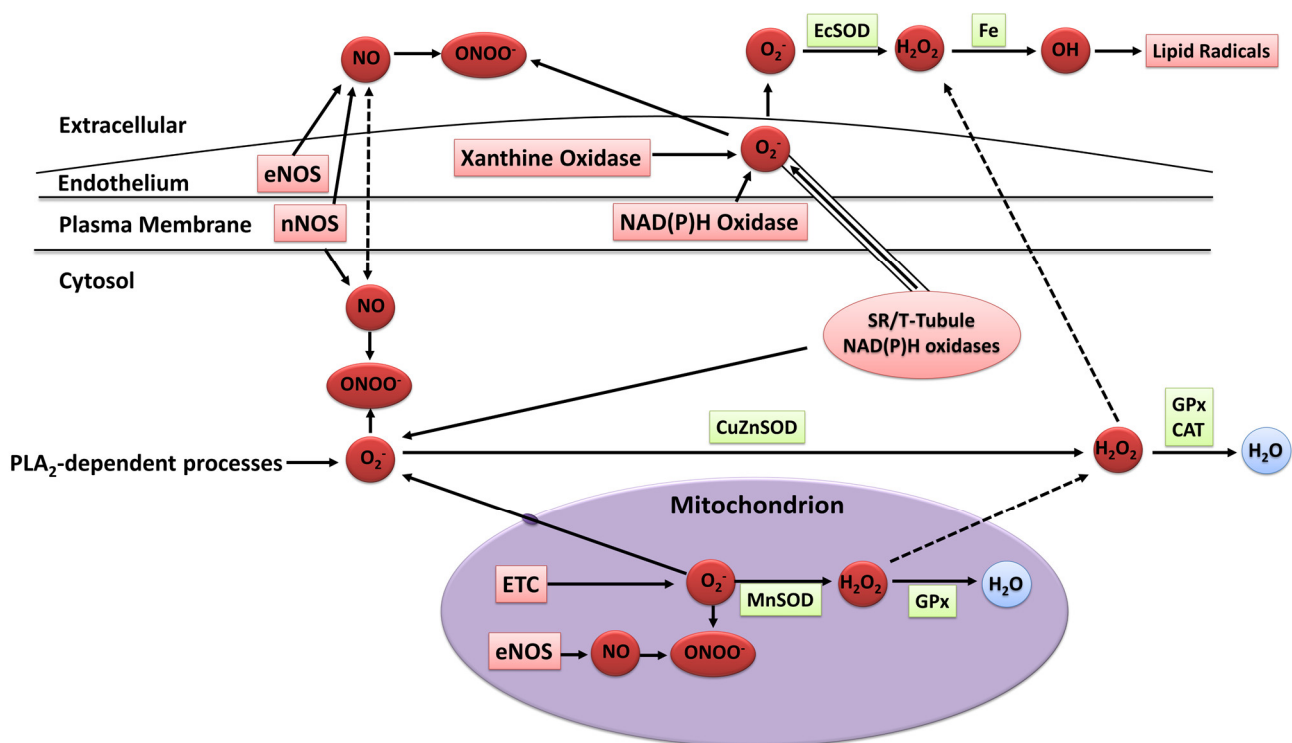 EcSOD
Fe
NO
ONOO⁻
O₂⁻
H₂O₂
OH
Lipid Radicals
Extracellular
Xanthine Oxidase
O₂⁻
eNOS
Endothelium
Plasma Membrane
nNOS
NAD(P)H Oxidase
Cytosol
NO
SR/T-Tubule
NAD(P)H oxidases
ONOO⁻
GPx
CAT
CuZnSOD
PLA₂-dependent processes
O₂⁻
H₂O₂
H₂O
Mitochondrion
ETC
O₂⁻
MnSOD
H₂O₂
GPx
H₂O
eNOS
NO
ONOO⁻